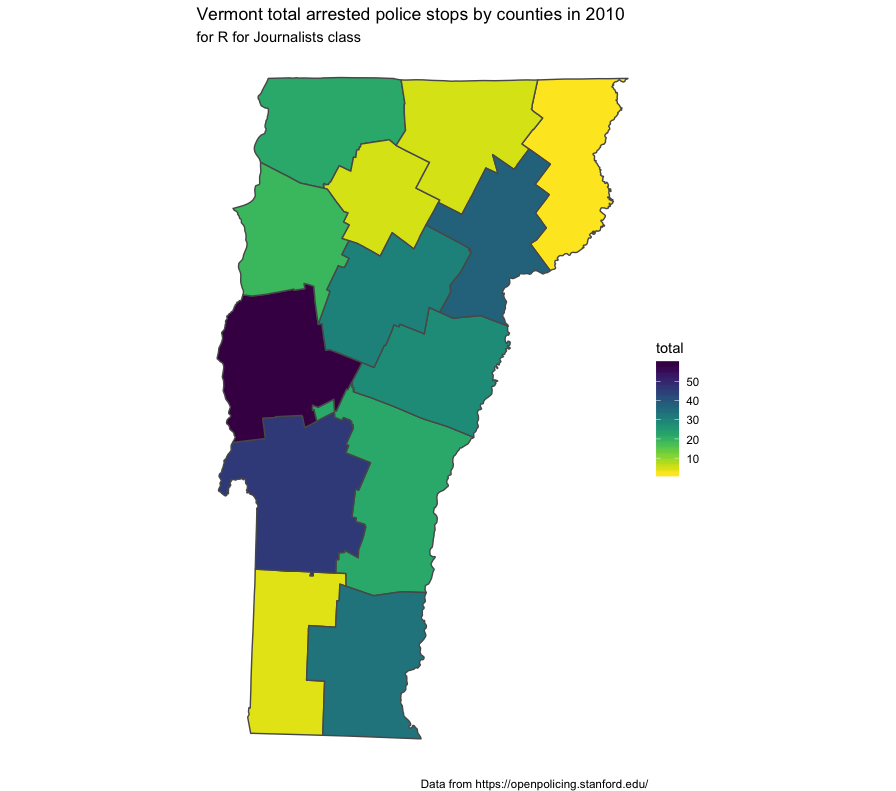 Vermont total arrested police stops by counties in 2010
for R for Journalists class
total
50
40
30
20
10
Data from https://openpolicing.stanford.edu/